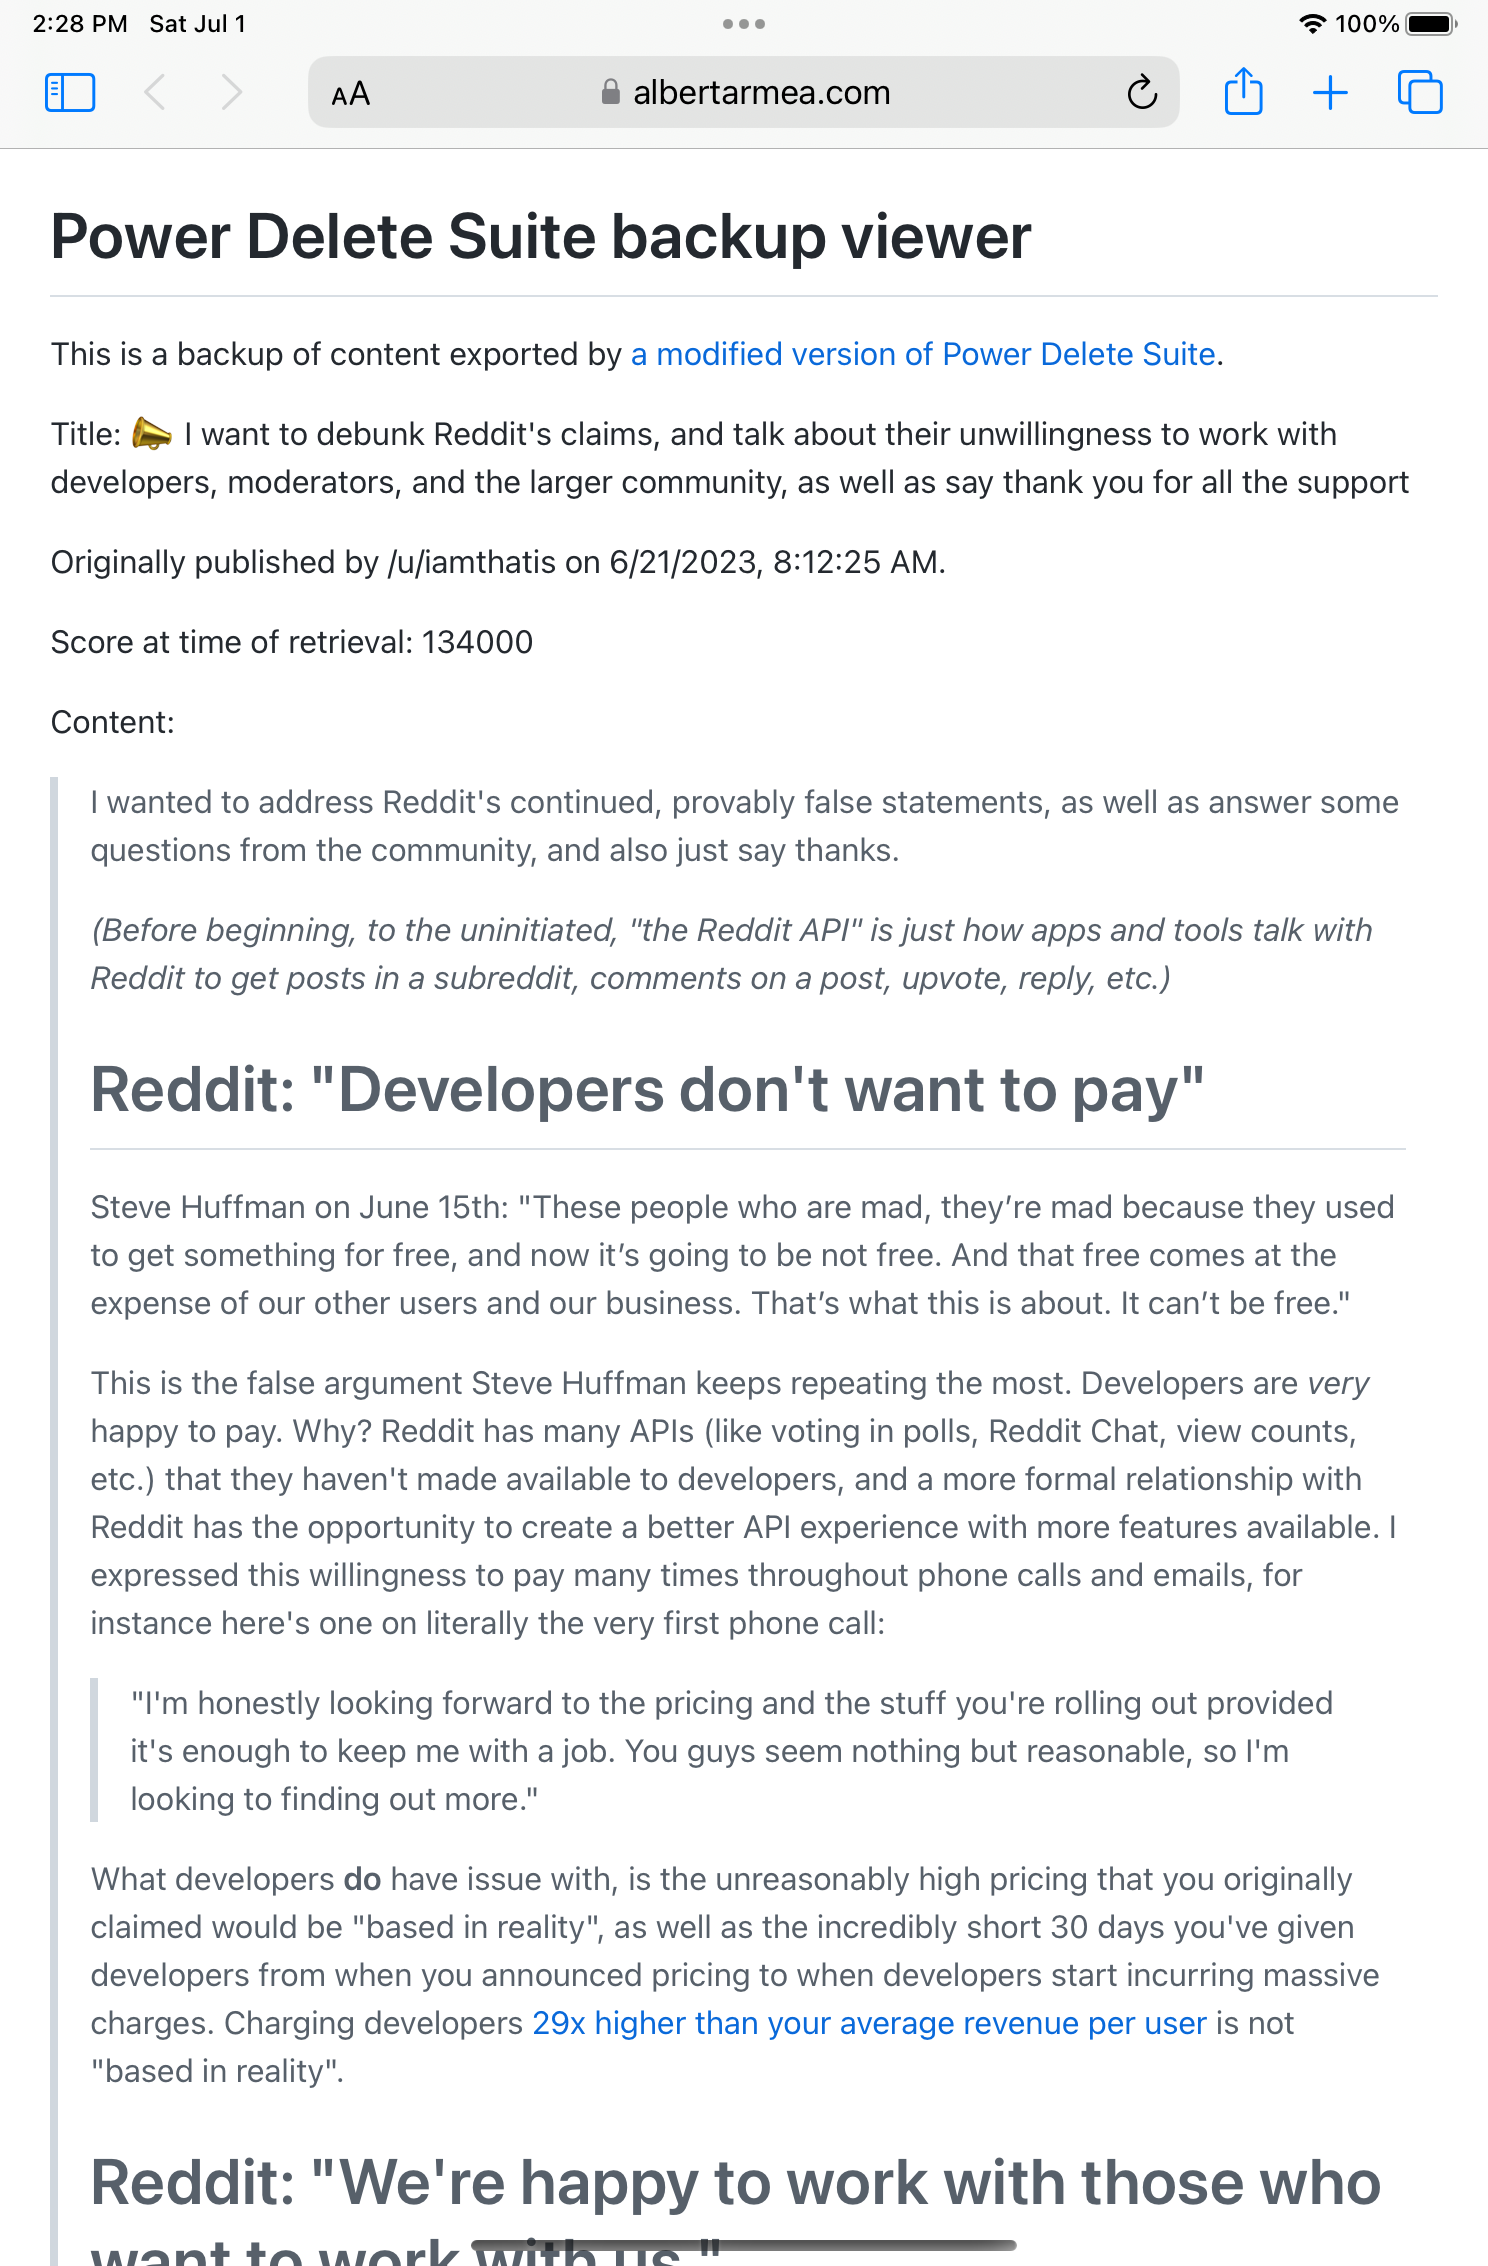 2:28 PM Sat Jul 1
100%
AA
albertarmea.com
Power Delete Suite backup viewer
This is a backup of content exported by a modified version of Power Delete Suite.
Title: 📣 I want to debunk Reddit's claims, and talk about their unwillingness to work with
developers, moderators, and the larger community, as well as say thank you for all the support
Originally published by /u/iamthatis on 6/21/2023, 8:12:25 AM.
Score at time of retrieval: 134000
Content:
I wanted to address Reddit's continued, provably false statements, as well as answer some
questions from the community, and also just say thanks.
(Before beginning, to the uninitiated, "the Reddit API" is just how apps and tools talk with
Reddit to get posts in a subreddit, comments on a post, upvote, reply, etc.)
Reddit: "Developers don't want to pay"
Steve Huffman on June 15th: "These people who are mad, they’re mad because they used
to get something for free, and now it’s going to be not free. And that free comes at the
expense of our other users and our business. That’s what this is about. It can’t be free."
This is the false argument Steve Huffman keeps repeating the most. Developers are very
happy to pay. Why? Reddit has many APIs (like voting in polls, Reddit Chat, view counts,
etc.) that they haven't made available to developers, and a more formal relationship with
Reddit has the opportunity to create a better API experience with more features available. I
expressed this willingness to pay many times throughout phone calls and emails, for
instance here's one on literally the very first phone call:
"I'm honestly looking forward to the pricing and the stuff you're rolling out provided
it's enough to keep me with a job. You guys seem nothing but reasonable, so I'm
looking to finding out more."
What developers do have issue with, is the unreasonably high pricing that you originally
claimed would be "based in reality", as well as the incredibly short 30 days you've given
developers from when you announced pricing to when developers start incurring massive
charges. Charging developers 29x higher than your average revenue per user is not
"based in reality".
Reddit: "We're happy to work with those who
want to work with us."